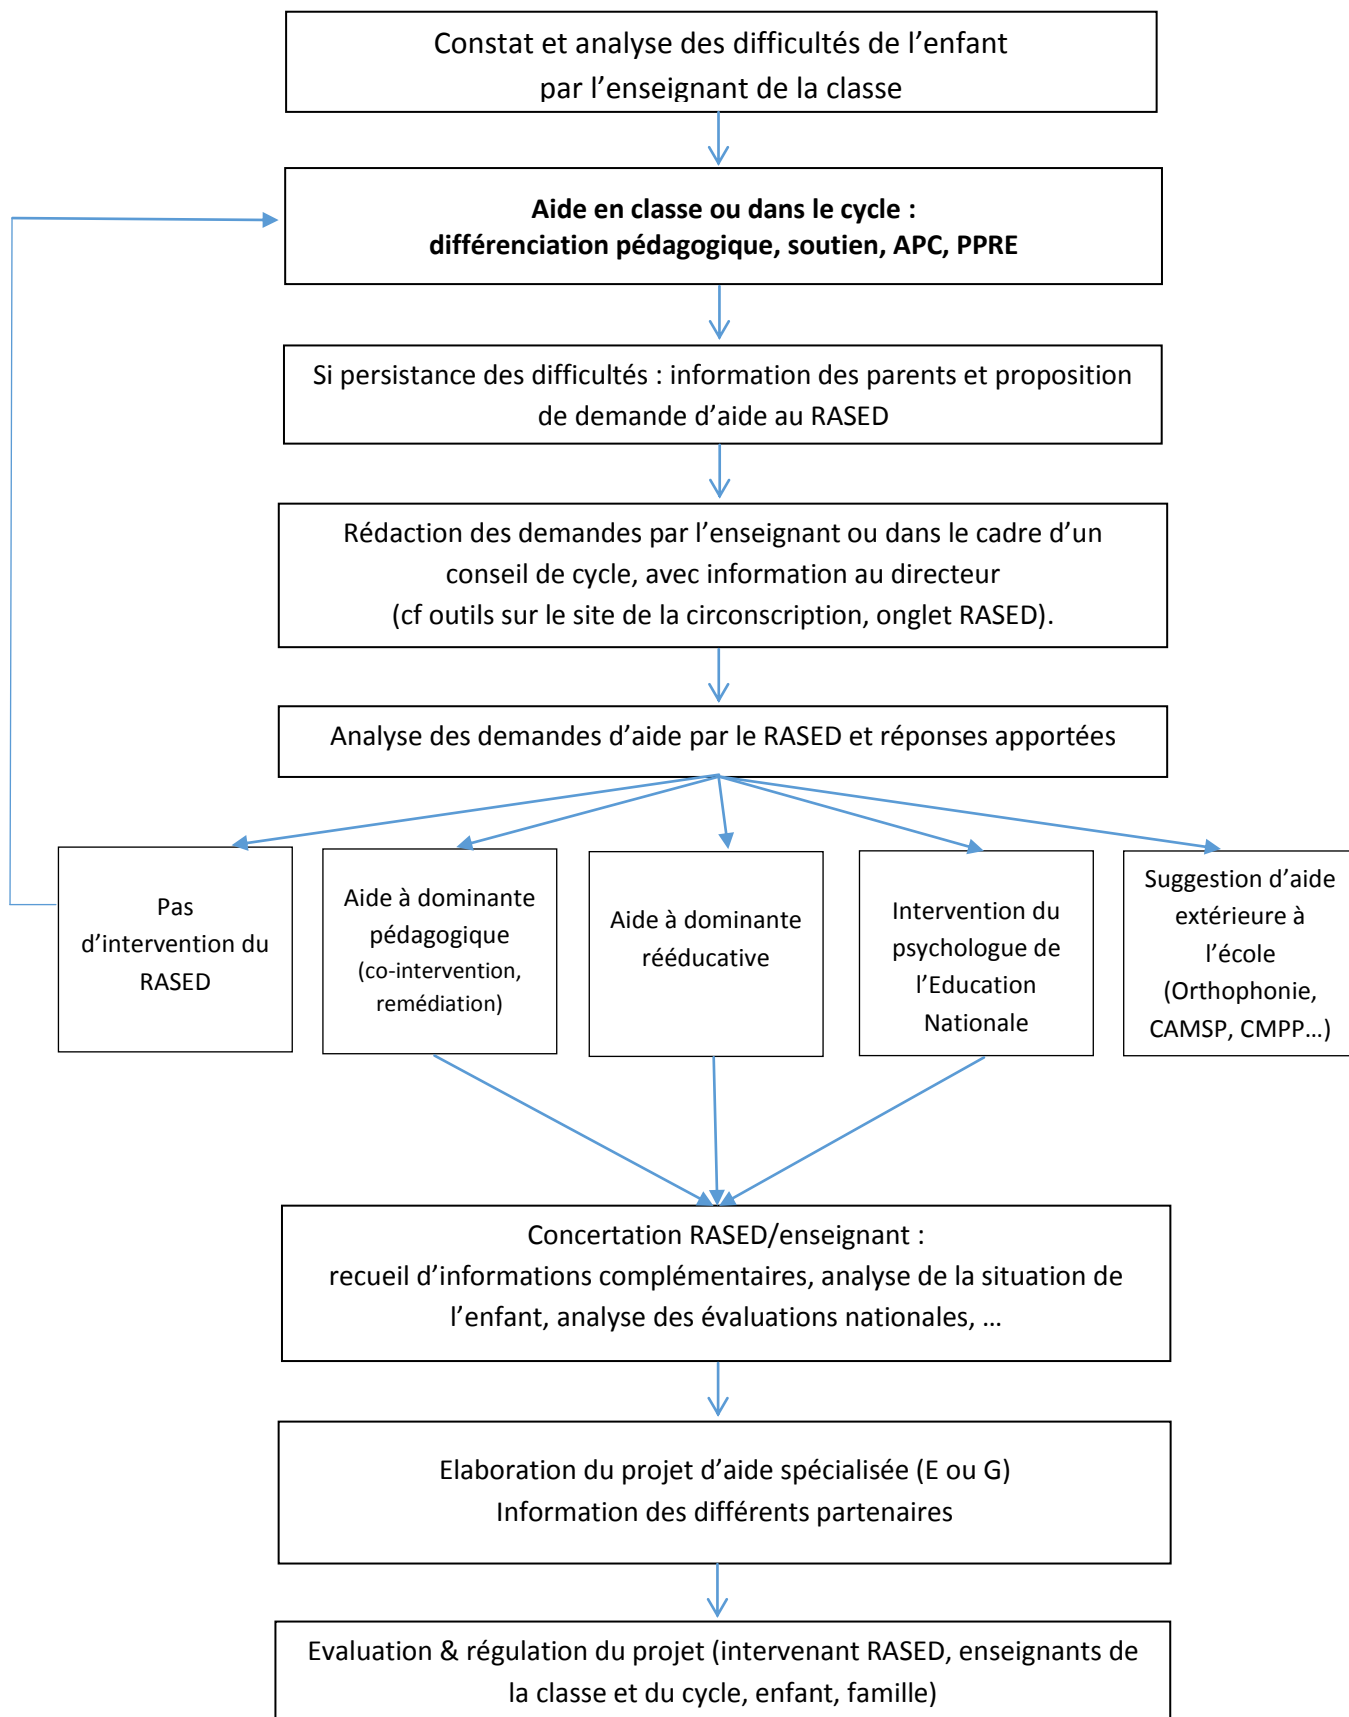 Constat et analyse des difficultés de l’enfant
par l’enseignant de la classe
Aide en classe ou dans le cycle :
différenciation pédagogique, soutien, APC, PPRE
Si persistance des difficultés : information des parents et proposition
de demande d’aide au RASED
Rédaction des demandes par l’enseignant ou dans le cadre d’un
conseil de cycle, avec information au directeur
(cf outils sur le site de la circonscription, onglet RASED).
Analyse des demandes d’aide par le RASED et réponses apportées
Pas
d’intervention du
RASED
Aide à dominante
pédagogique
(co-intervention,
remédiation)
Aide à dominante
rééducative
Intervention du
psychologue de
l’Education
Nationale
Suggestion d’aide
extérieure à
l’école
(Orthophonie,
CAMSP, CMPP…)
Concertation RASED/enseignant :
recueil d’informations complémentaires, analyse de la situation de
l’enfant, analyse des évaluations nationales, …
Elaboration du projet d’aide spécialisée (E ou G)
Information des différents partenaires
Evaluation & régulation du projet (intervenant RASED, enseignants de
la classe et du cycle, enfant, famille)